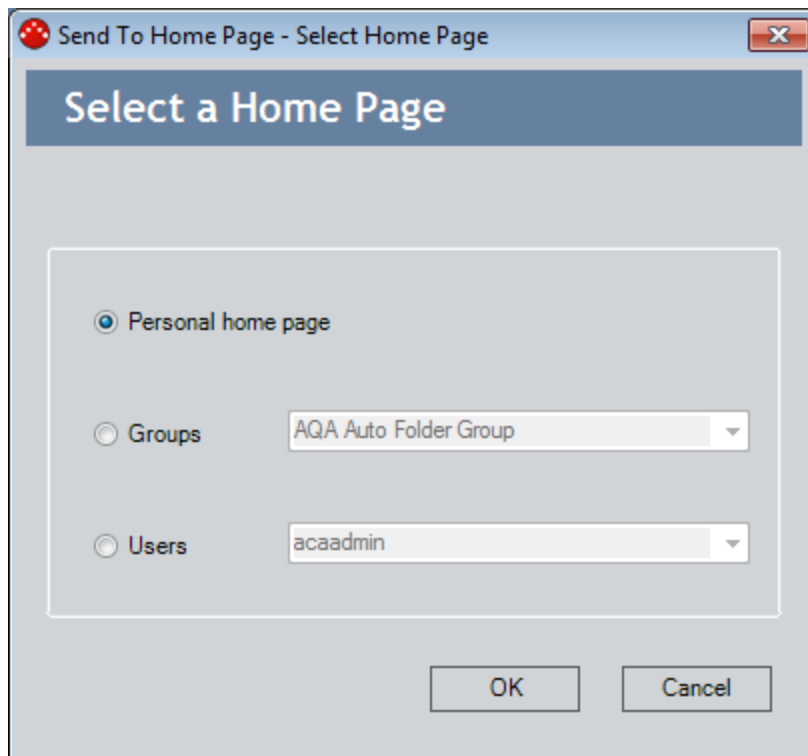 Send To Home Page - Select Home Page
Select a Home Page
Personal home page
Groups AQA Auto Folder Group
Users acaadmin
OK Cancel